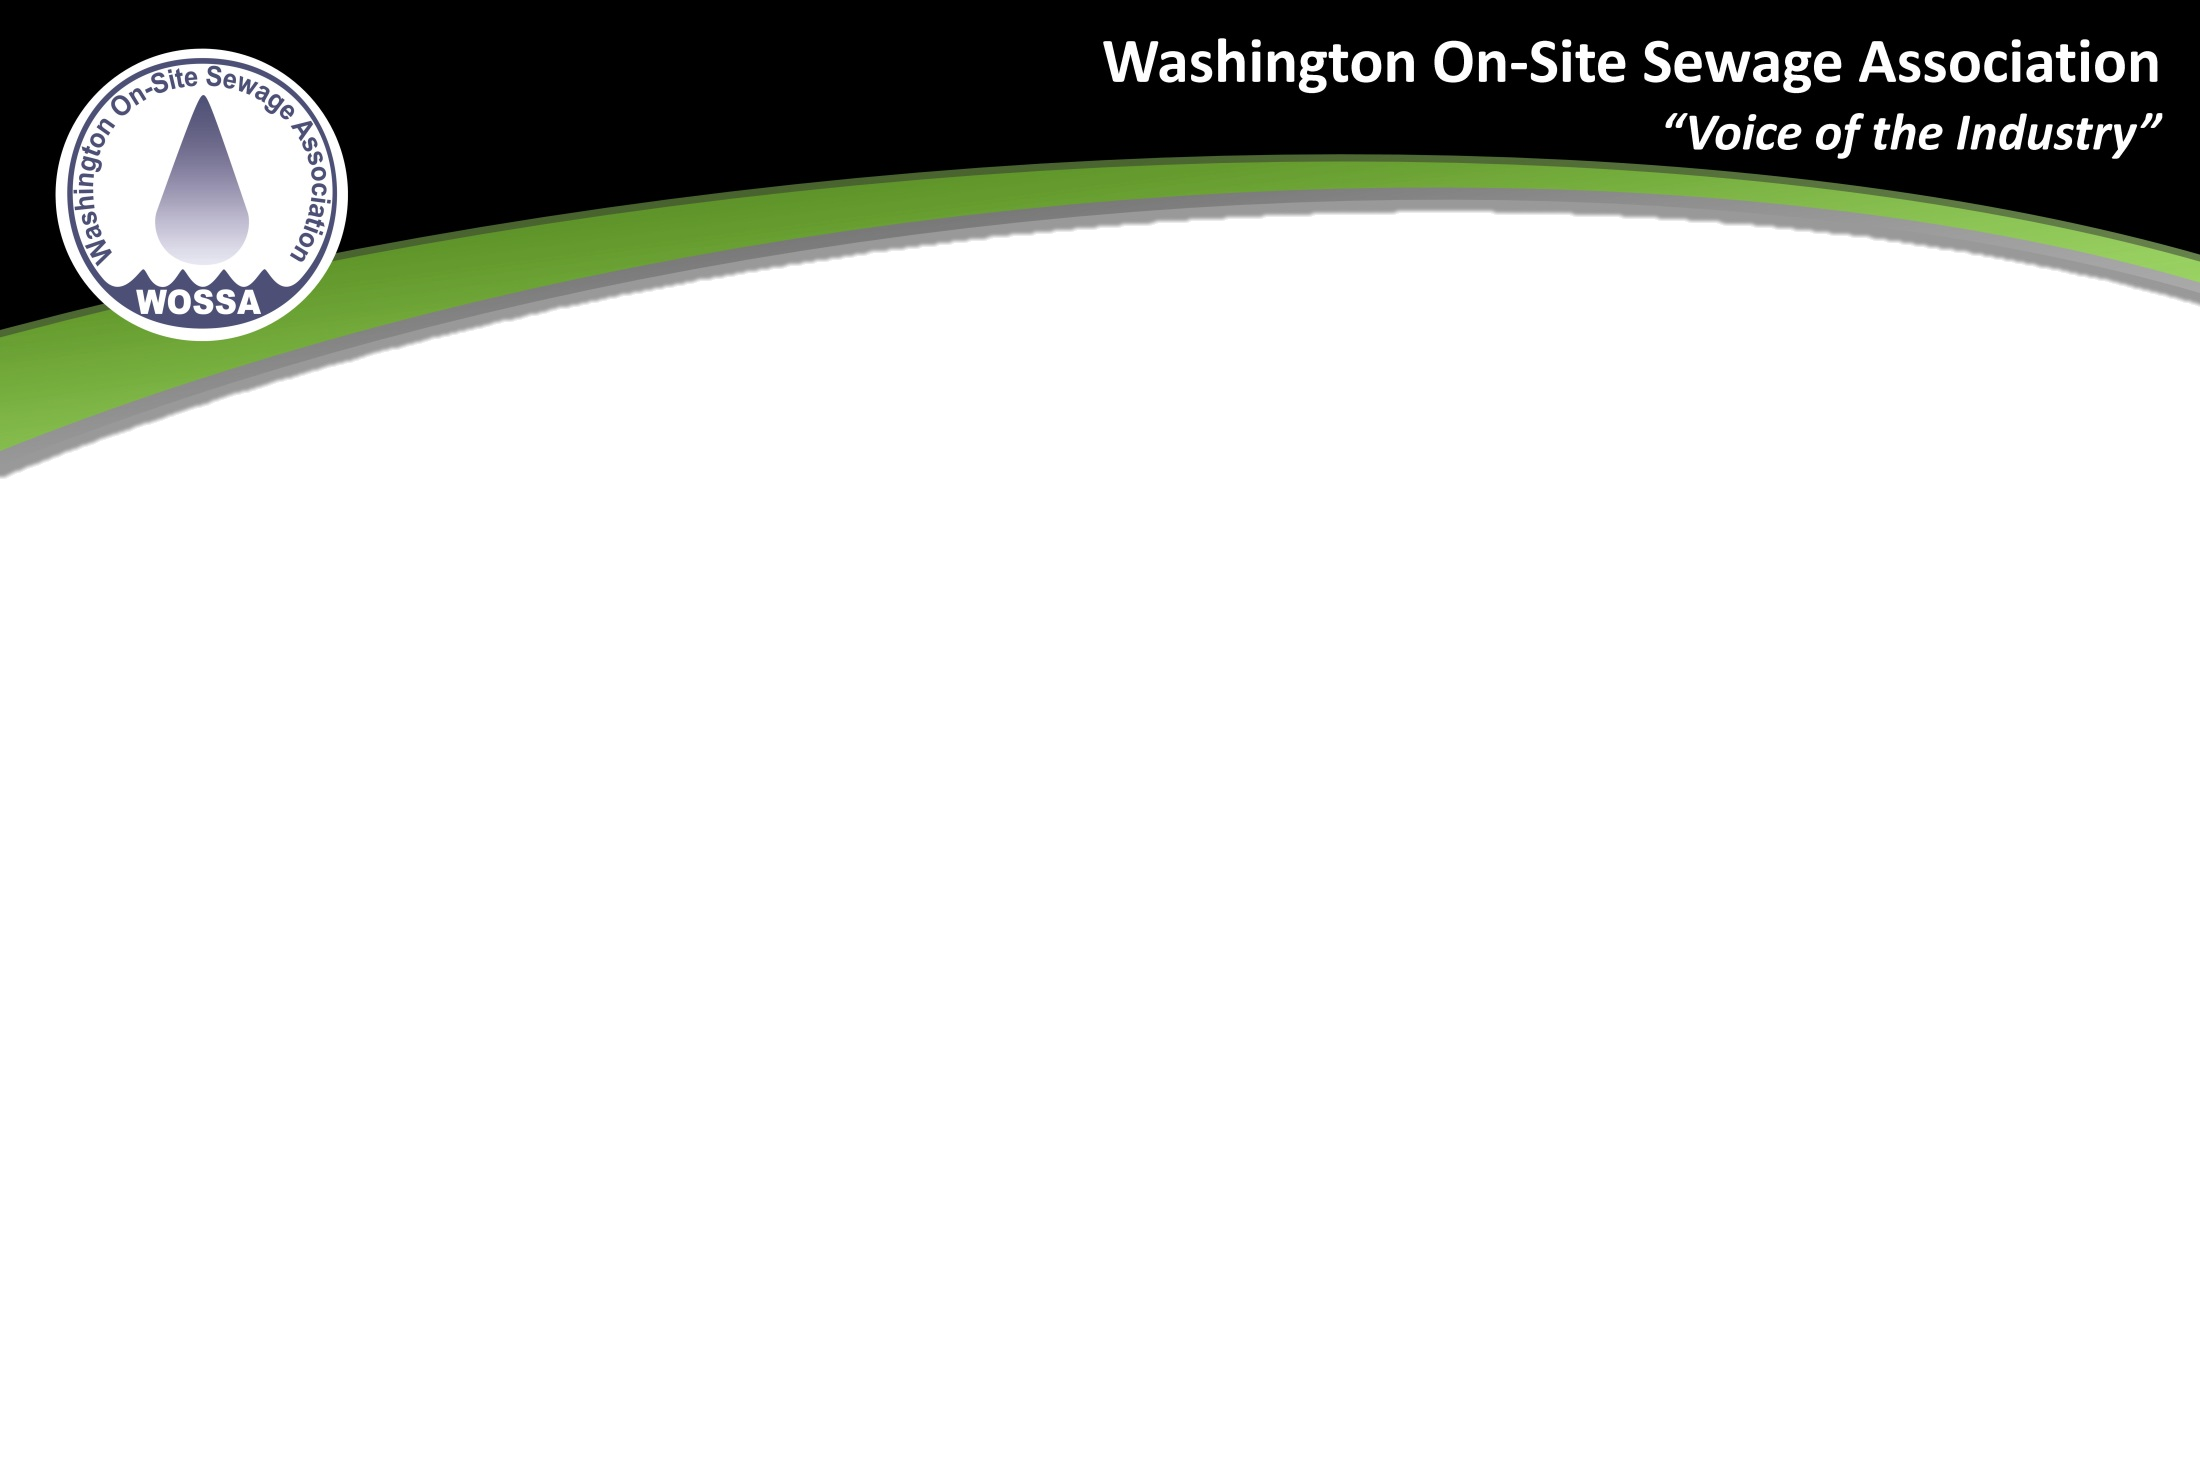 Washington On-Site Sewage Association
“Voice of the Industry”
Washington On-Site Sewage Association
WOSSA